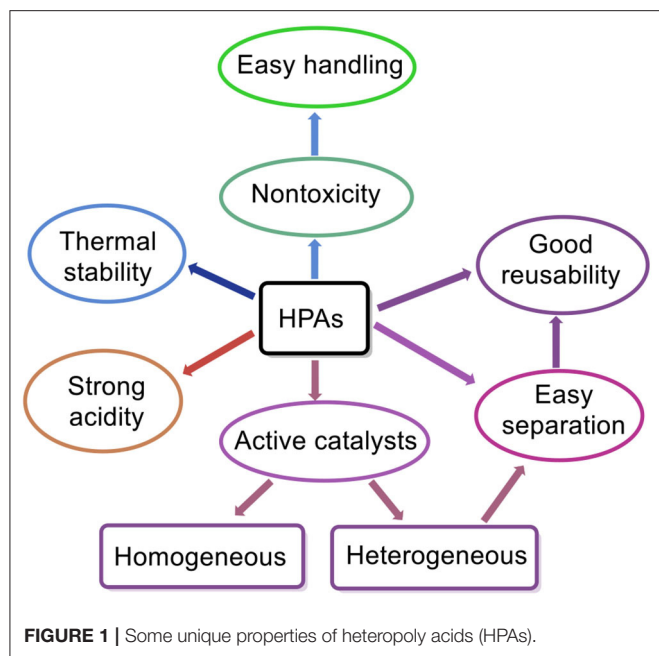 Easy handling
Nontoxicity
Thermal
stability
Good
reusability
HPAs
Strong
acidity
Easy
separation
Active catalysts
Homogeneous
Heterogeneous
FIGURE 1 | Some unique properties of heteropoly acids (HPAs).